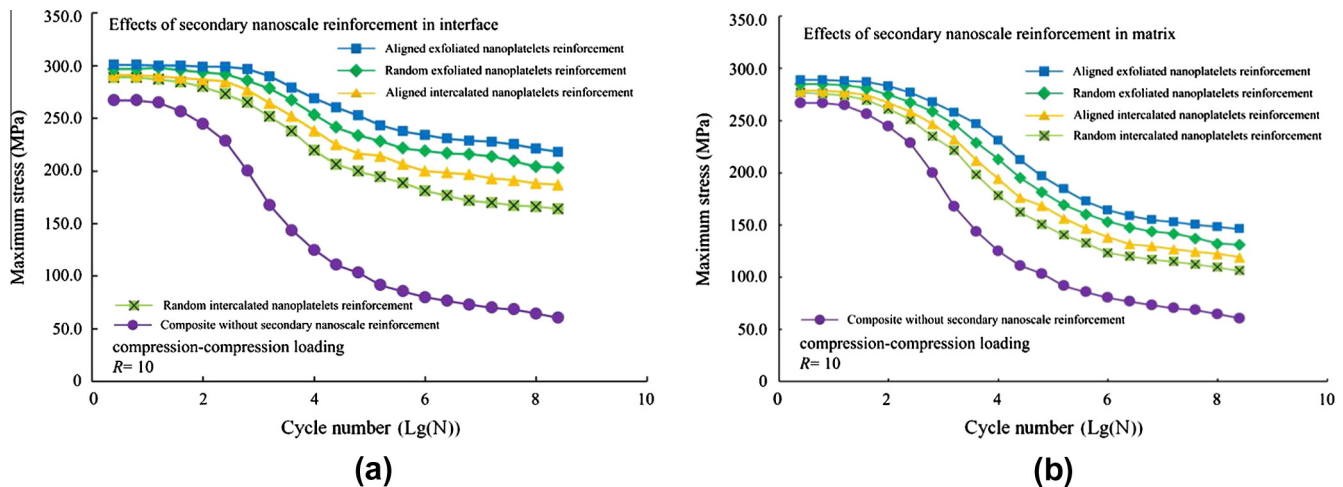 350.0
300.0
250.0
200.0
150.0
100.0
50.0
0
Maximum stress (MPa)
Effects of secondary nanoscale reinforcement in interface
Aligned exfoliated nanoplatelets reinforcement
Random exfoliated nanoplatelets reinforcement
Aligned intercalated nanoplatelets reinforcement
Random intercalated nanoplatelets reinforcement
Composite without secondary nanoscale reinforcement
compression-compression loading
R= 10
0 2 4 6 8 10
Cycle number (Lg(N))
(a)
350.0
300.0
250.0
200.0
150.0
100.0
50.0
0
Maximum stress (MPa)
Effects of secondary nanoscale reinforcement in matrix
Aligned exfoliated nanoplatelets reinforcement
Random exfoliated nanoplatelets reinforcement
Aligned intercalated nanoplatelets reinforcement
Random intercalated nanoplatelets reinforcement
Composite without secondary nanoscale reinforcement
compression-compression loading
R= 10
0 2 4 6 8 10
Cycle number (Lg(N))
(b)